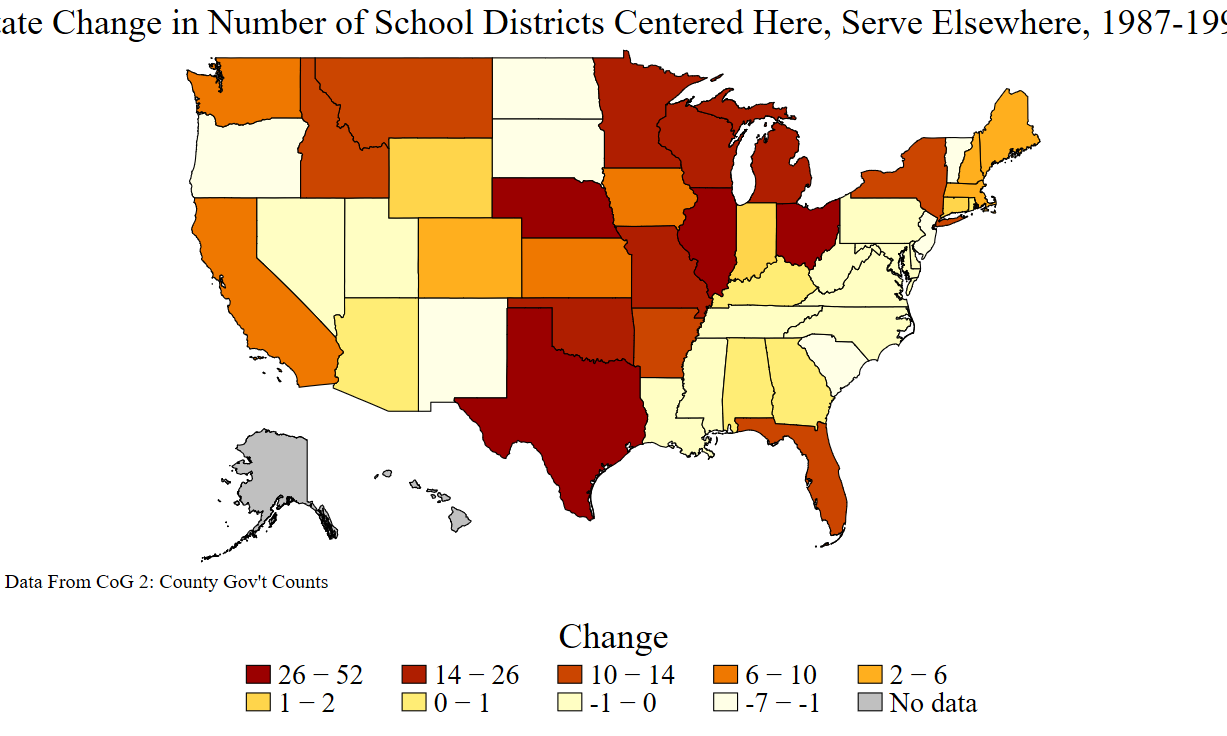 ate Change in Number of School Districts Centered Here, Serve Elsewhere, 1987-199
Data From CoG 2: County Gov't Counts
Change
26 − 52 14 − 26 10 − 14 6 − 10 2 − 6
1 − 2 0 − 1 -1 − 0 -7 − -1 No data